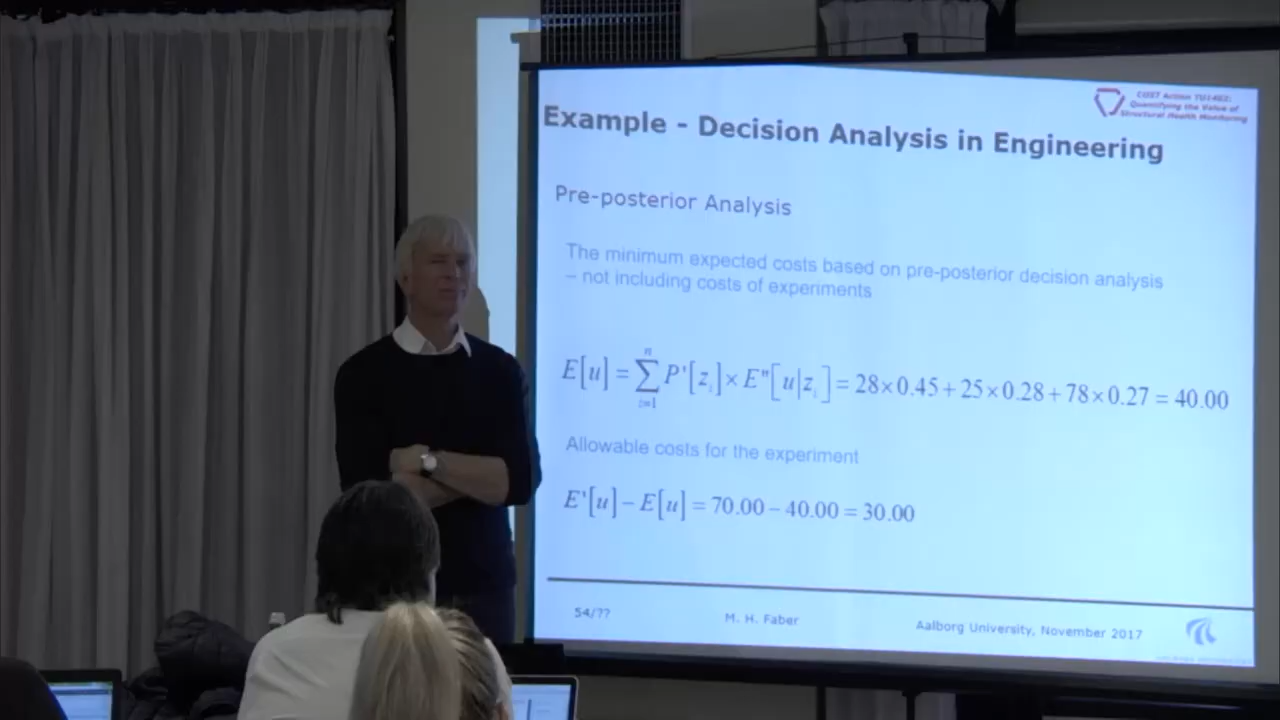 COST Action TU1402:
Quantifying the Value of
Structural Health Monitoring
Example - Decision Analysis in Engineering
Pre-posterior Analysis
The minimum expected costs based on pre-posterior decision analysis
– not including costs of experiments
E[u] = ∑_{i=1}^{n} P'[z_i] × E"[u|z_i] = 28×0.45 + 25×0.28 + 78×0.27 = 40.00
Allowable costs for the experiment
E'[u] − E[u] = 70.00 − 40.00 = 30.00
54/??
M. H. Faber
Aalborg University, November 2017